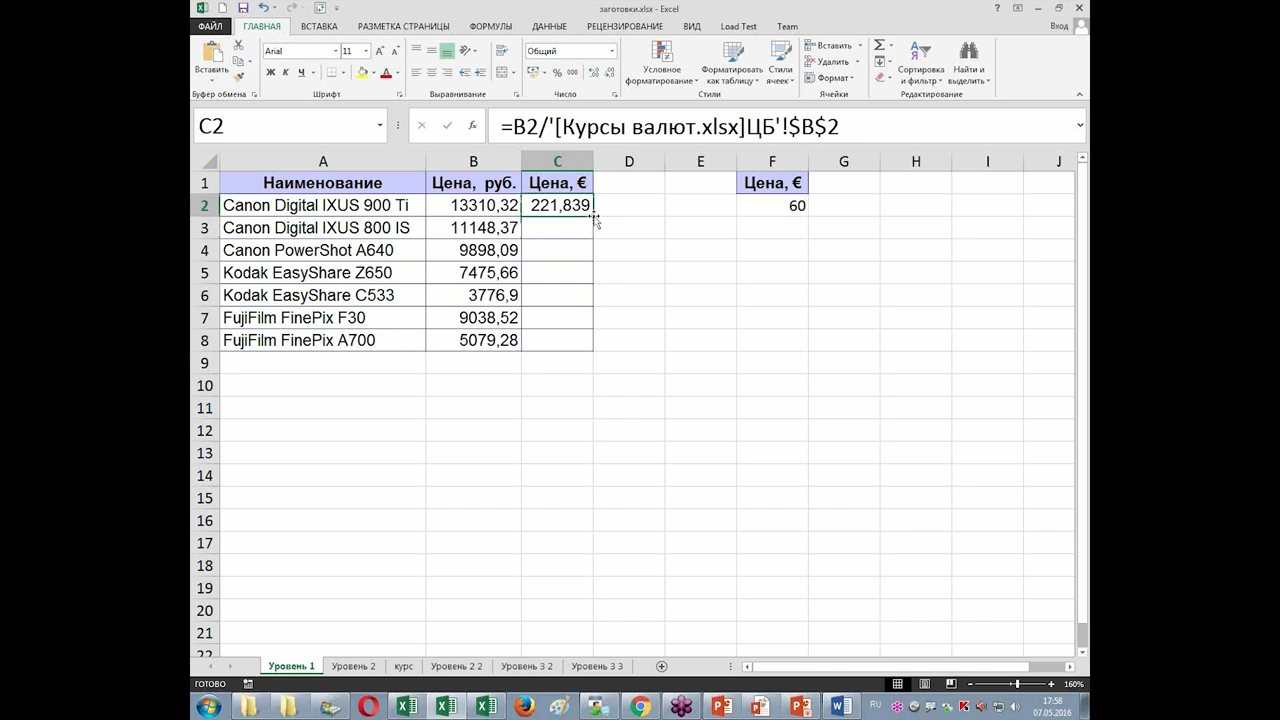 заготовки.xlsx - Excel
ФАЙЛ ГЛАВНАЯ ВСТАВКА РАЗМЕТКА СТРАНИЦЫ ФОРМУЛЫ ДАННЫЕ РЕЦЕНЗИРОВАНИЕ ВИД Load Test Team Вход
Вставить
Arial 11
Ж К Ч
Общий
% 000
Условное форматирование
Форматировать как таблицу
Стили ячеек
Вставить
Удалить
Формат
Сортировка и фильтр
Найти и выделить
Буфер обмена Шрифт Выравнивание Число Стили Ячейки Редактирование
C2 fx =B2/'[Курсы валют.xlsx]ЦБ'!$B$2
A B C D E F G H I J
1 Наименование Цена, руб. Цена, € Цена, €
2 Canon Digital IXUS 900 Ti 13310,32 221,839 60
3 Canon Digital IXUS 800 IS 11148,37
4 Canon PowerShot A640 9898,09
5 Kodak EasyShare Z650 7475,66
6 Kodak EasyShare C533 3776,9
7 FujiFilm FinePix F30 9038,52
8 FujiFilm FinePix A700 5079,28
9
10
11
12
13
14
15
16
17
18
19
20
21
22
Уровень 1 Уровень 2 курс Уровень 2 2 Уровень 3 2 Уровень 3 3
ГОТОВО 160%
RU 17:58
07.05.2016